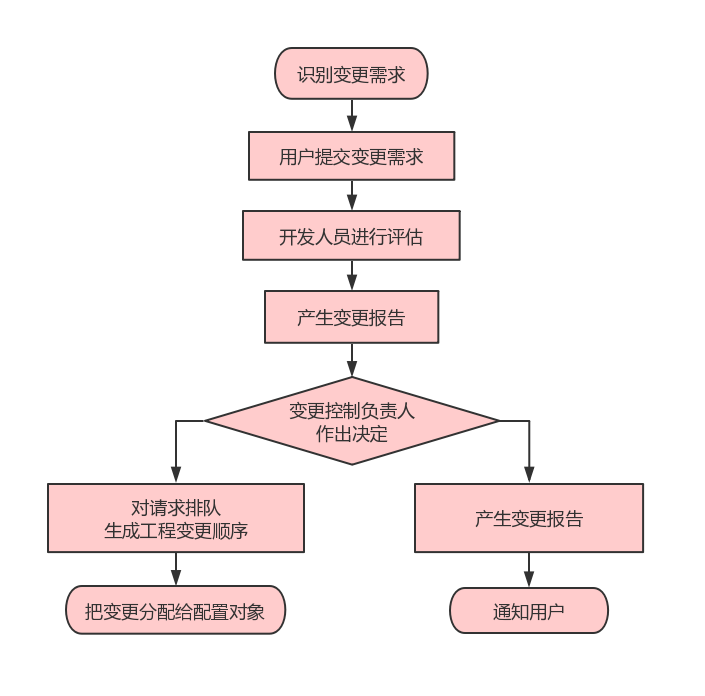 识别变更需求
用户提交变更需求
开发人员进行评估
产生变更报告
变更控制负责人
作出决定
对请求排队
生成工程变更顺序
产生变更报告
把变更分配给配置对象
通知用户